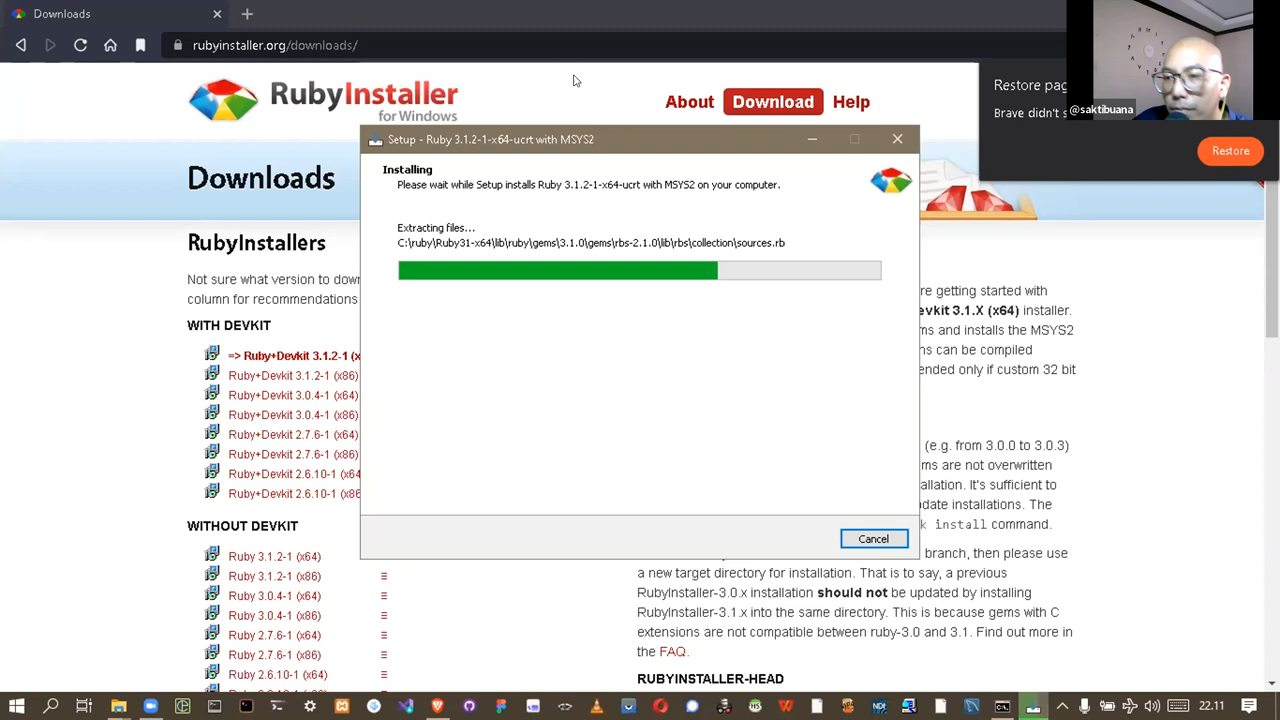 Downloads
rubyinstaller.org/downloads/
RubyInstaller
for Windows
About
Download
Help
Restore pag
Brave didn't s
Restore
@saktibuana
Setup - Ruby 3.1.2-1-x64-ucrt with MSYS2
Installing
Please wait while Setup installs Ruby 3.1.2-1-x64-ucrt with MSYS2 on your computer.
Extracting files...
C:\ruby\Ruby31-x64\lib\ruby\gems\3.1.0\gems\rbs-2.1.0\lib\rbs\collection\sources.rb
Cancel
Downloads
RubyInstallers
Not sure what version to dow
column for recommendations
WITH DEVKIT
=> Ruby+Devkit 3.1.2-1 (x
Ruby+Devkit 3.1.2-1 (x86)
Ruby+Devkit 3.0.4-1 (x64)
Ruby+Devkit 3.0.4-1 (x86)
Ruby+Devkit 2.7.6-1 (x64)
Ruby+Devkit 2.7.6-1 (x86)
Ruby+Devkit 2.6.10-1 (x64
Ruby+Devkit 2.6.10-1 (x86
WITHOUT DEVKIT
Ruby 3.1.2-1 (x64)
Ruby 3.1.2-1 (x86)
Ruby 3.0.4-1 (x64)
Ruby 3.0.4-1 (x86)
Ruby 2.7.6-1 (x64)
Ruby 2.7.6-1 (x86)
Ruby 2.6.10-1 (x64)
re getting started with
evkit 3.1.X (x64) installer.
ms and installs the MSYS2
ns can be compiled
ended only if custom 32 bit
(e.g. from 3.0.0 to 3.0.3)
ms are not overwritten
allation. It's sufficient to
pdate installations. The
k install command.
branch, then please use
a new target directory for installation. That is to say, a previous
RubyInstaller-3.0.x installation should not be updated by installing
RubyInstaller-3.1.x into the same directory. This is because gems with C
extensions are not compatible between ruby-3.0 and 3.1. Find out more in
the FAQ.
RUBYINSTALLER-HEAD
22.11